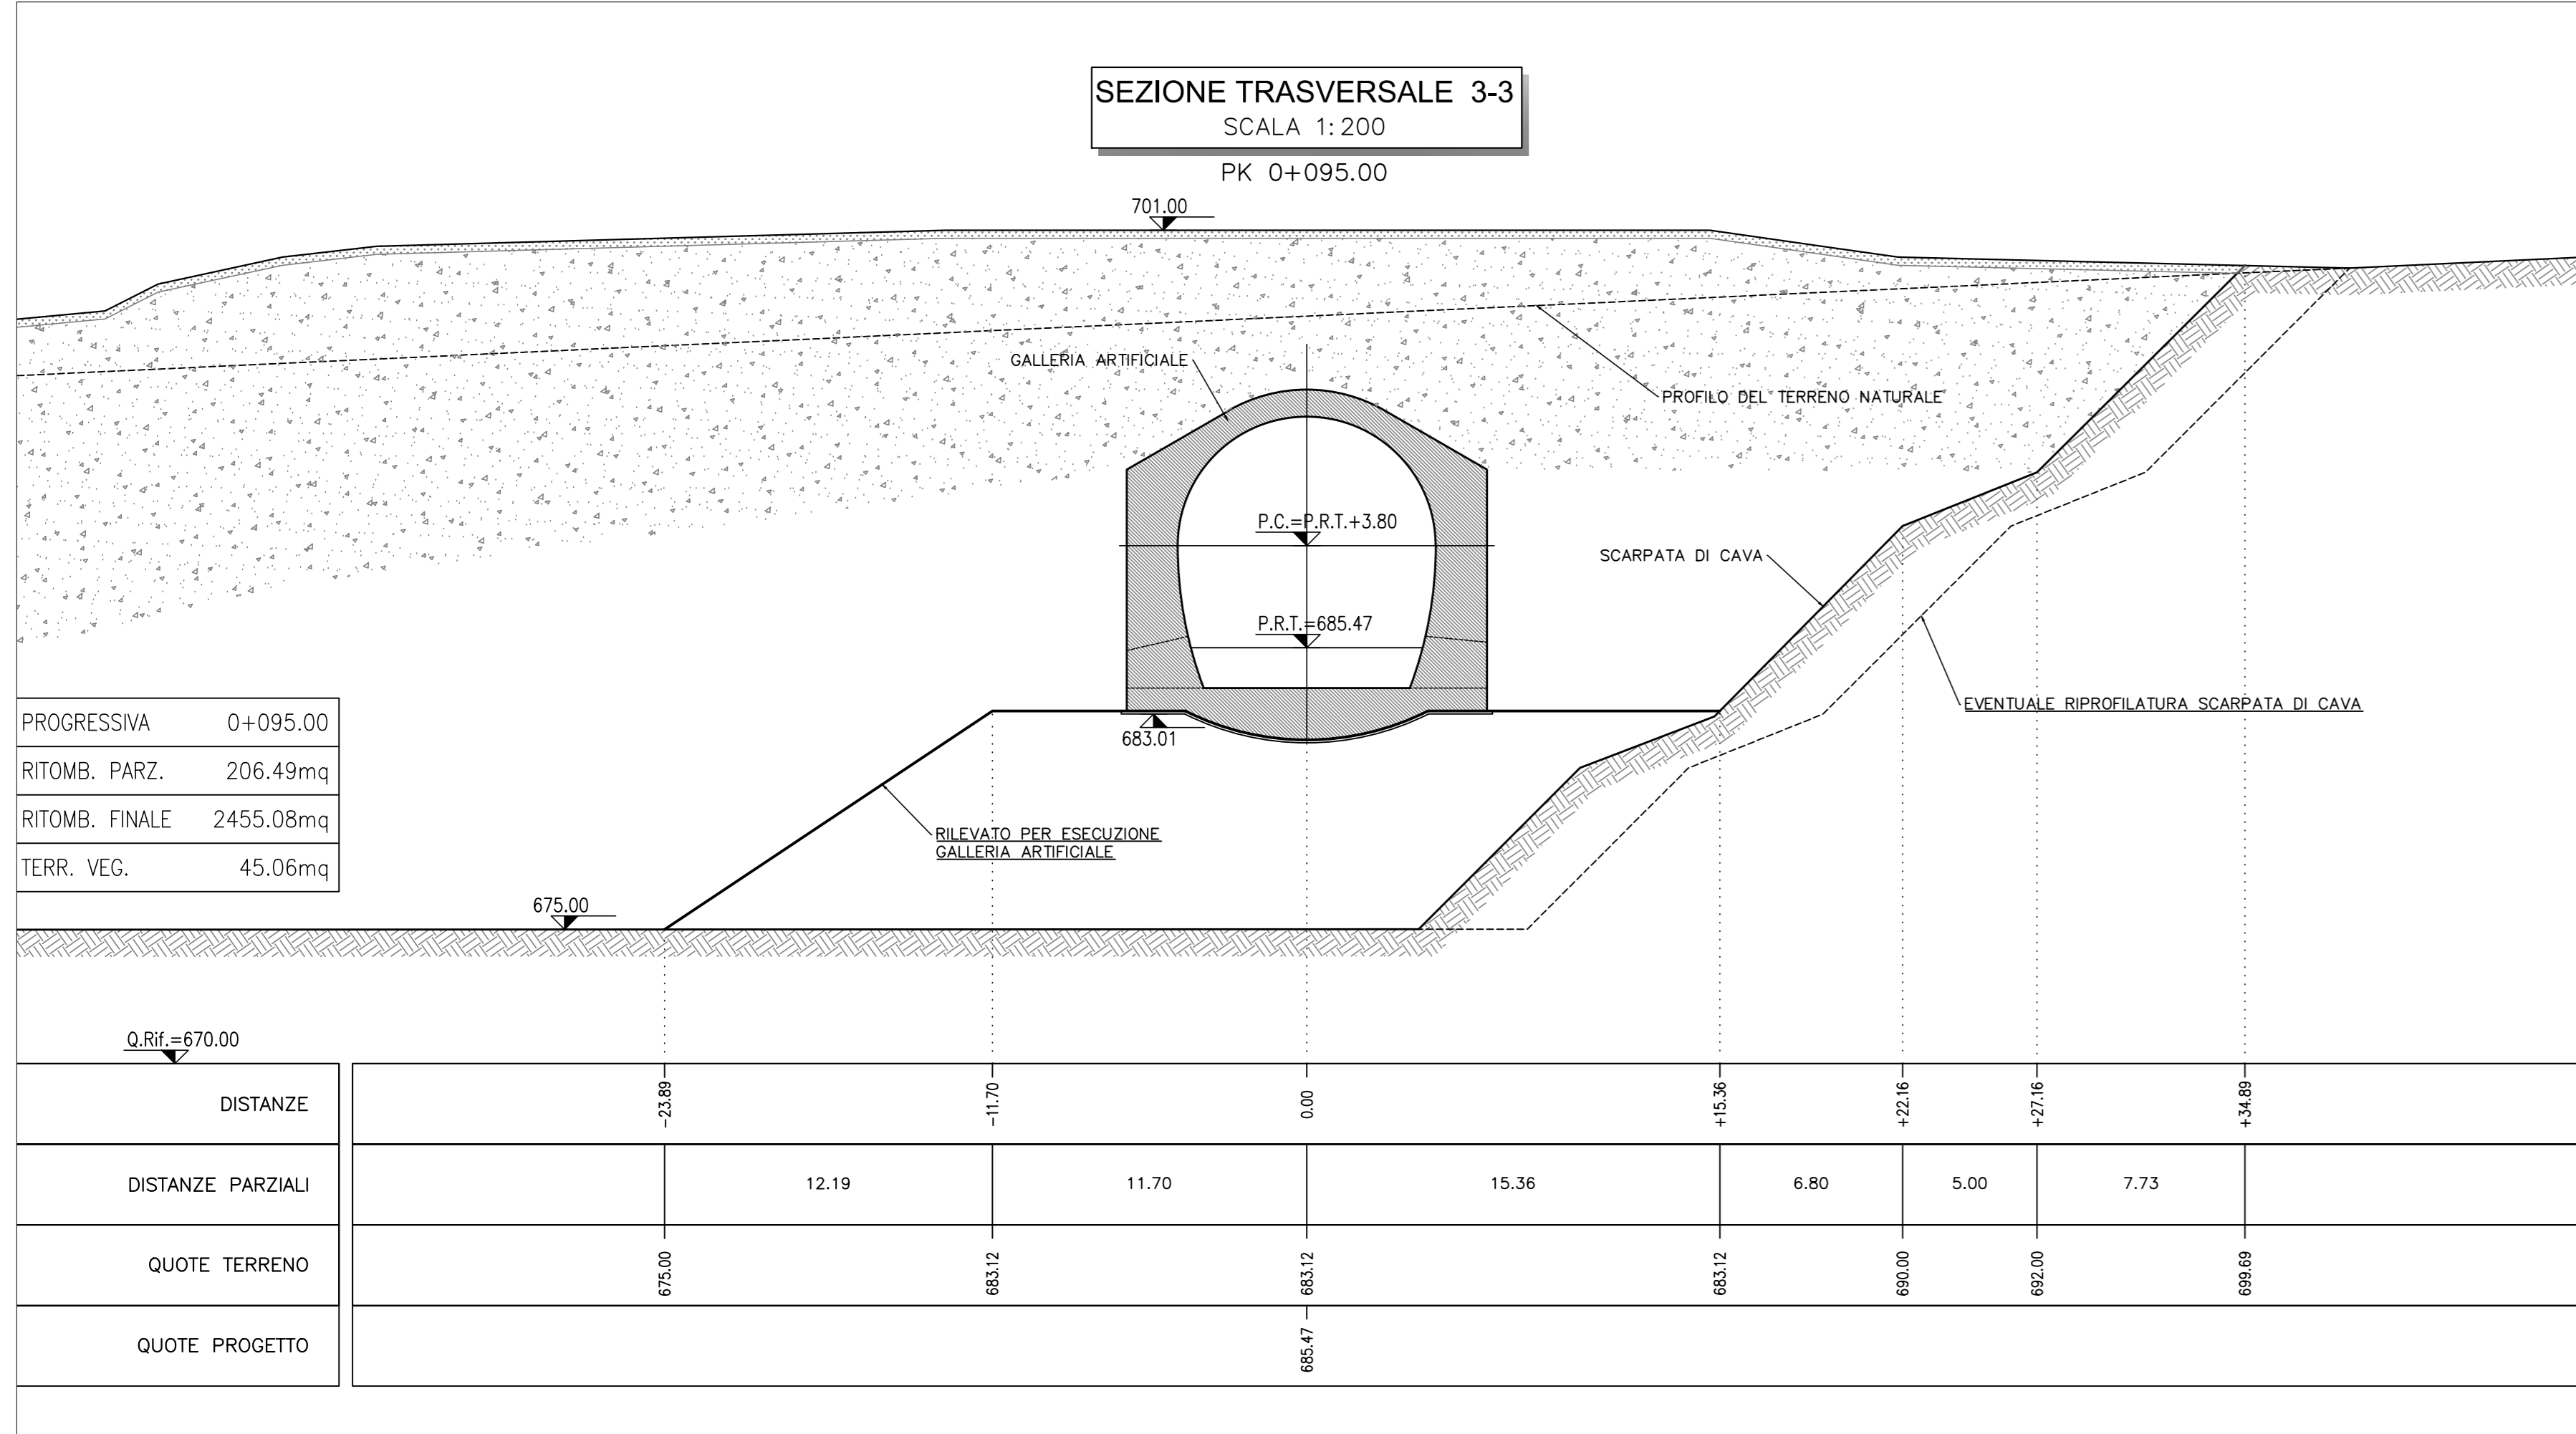 SEZIONE TRASVERSALE 3-3
SCALA 1:200
PK 0+095.00
701.00
GALLERIA ARTIFICIALE
PROFILO DEL TERRENO NATURALE
P.C.=P.R.T.+3.80
SCARPATA DI CAVA
P.R.T.=685.47
EVENTUALE RIPROFILATURA SCARPATA DI CAVA
683.01
PROGRESSIVA 0+095.00
RITOMB. PARZ. 206.49mq
RITOMB. FINALE 2455.08mq
TERR. VEG. 45.06mq
RILEVATO PER ESECUZIONE
GALLERIA ARTIFICIALE
675.00
Q.Rif.=670.00
DISTANZE -23.89 -11.70 0.00 +15.36 +22.16 +27.16 +34.89
DISTANZE PARZIALI 12.19 11.70 15.36 6.80 5.00 7.73
QUOTE TERRENO 675.00 683.12 683.12 683.12 690.00 692.00 699.69
QUOTE PROGETTO 685.47